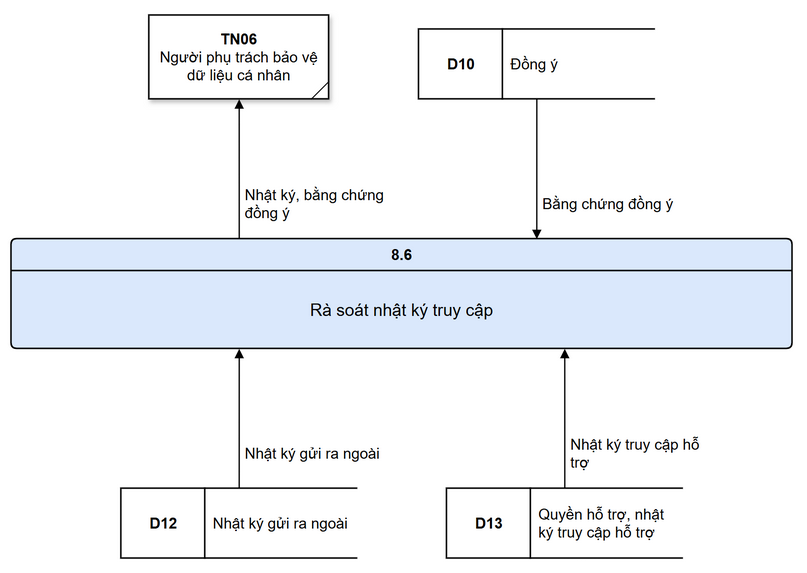 TN06
Người phụ trách bảo vệ
dữ liệu cá nhân
D10
Đồng ý
Nhật ký, bằng chứng
đồng ý
Bằng chứng đồng ý
8.6
Rà soát nhật ký truy cập
Nhật ký gửi ra ngoài
Nhật ký truy cập hỗ
trợ
D12
Nhật ký gửi ra ngoài
D13
Quyền hỗ trợ, nhật
ký truy cập hỗ trợ